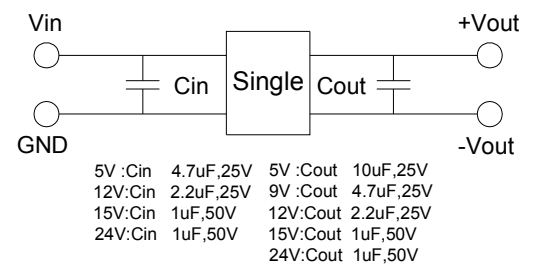 Vin +Vout
Cin Single Cout
GND -Vout
5V :Cin 4.7uF,25V 5V :Cout 10uF,25V
12V:Cin 2.2uF,25V 9V :Cout 4.7uF,25V
15V:Cin 1uF,50V 12V:Cout 2.2uF,25V
24V:Cin 1uF,50V 15V:Cout 1uF,50V
24V:Cout 1uF,50V